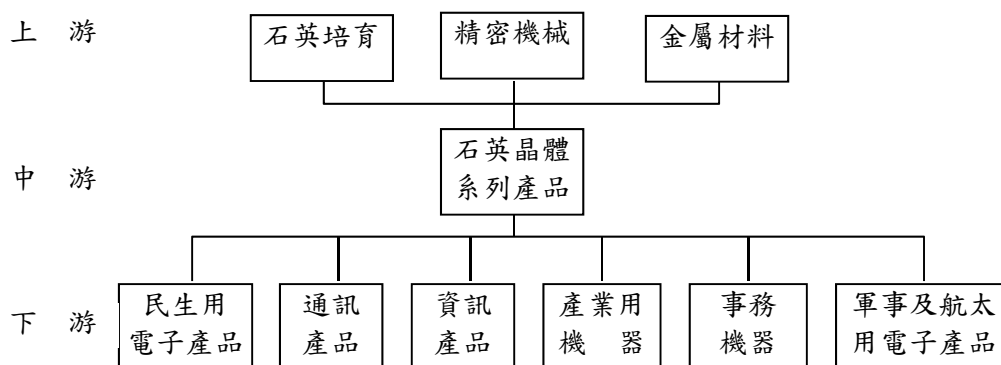 上 游
石英培育
精密機械
金屬材料
中 游
石英晶體
系列產品
下 游
民生用
電子產品
通訊
產品
資訊
產品
產業用
機 器
事務
機器
軍事及航太
用電子產品